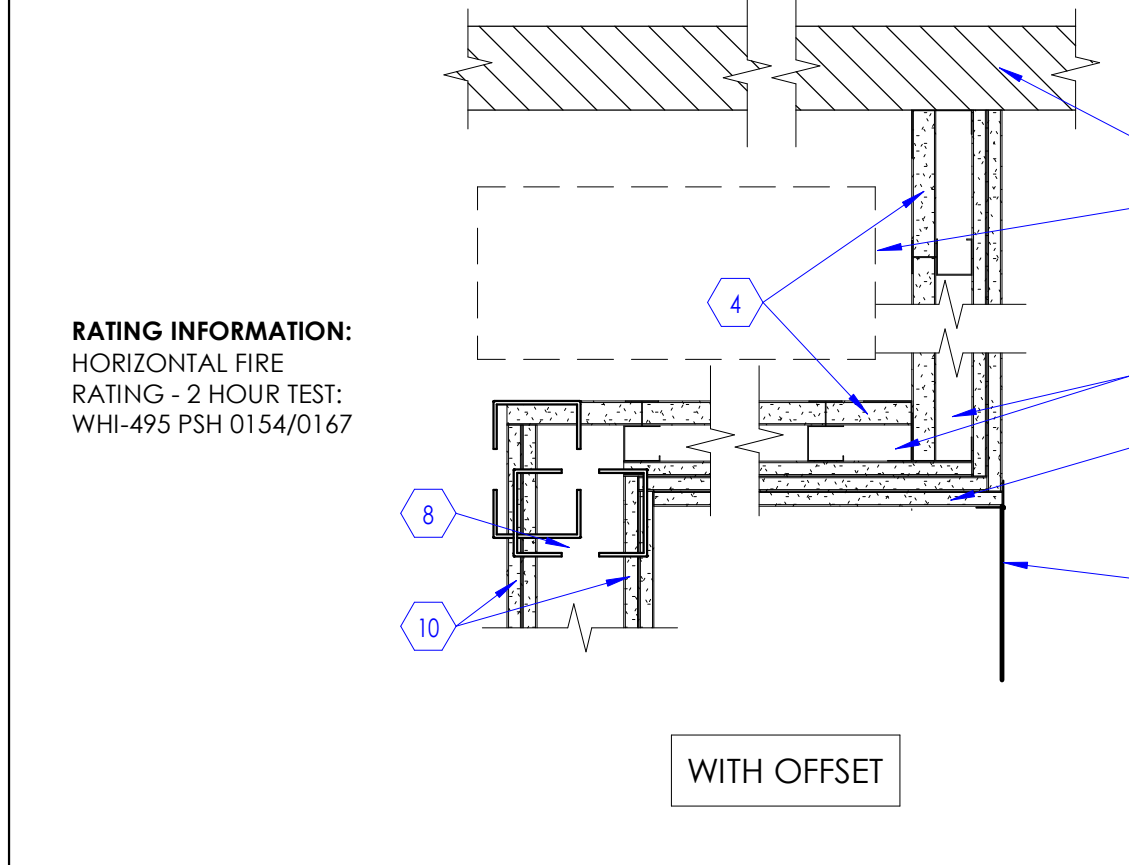 RATING INFORMATION:
HORIZONTAL FIRE
RATING - 2 HOUR TEST:
WHI-495 PSH 0154/0167
4
8
10
WITH OFFSET